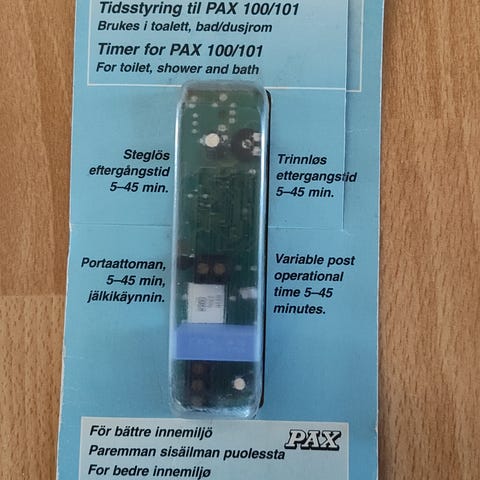 Tidsstyring til PAX 100/101
Brukes i toalett, bad/dusjrom
Timer for PAX 100/101
For toilet, shower and bath
Steglös
eftergångstid
5–45 min.
Trinnløs
ettergangstid
5–45 min.
Portaattoman,
5–45 min,
jälkikäynnin.
Variable post
operational
time 5–45
minutes.
För bättre innemiljö
Paremman sisäilman puolessta
For bedre innemiljø
PAX